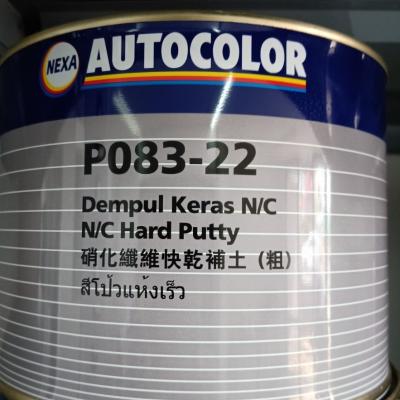 NEXA AUTOCOLOR
P083-22
Dempul Keras N/C
N/C Hard Putty
硝化纖維快乾補土 (粗)
สีโป้วแห้งเร็ว